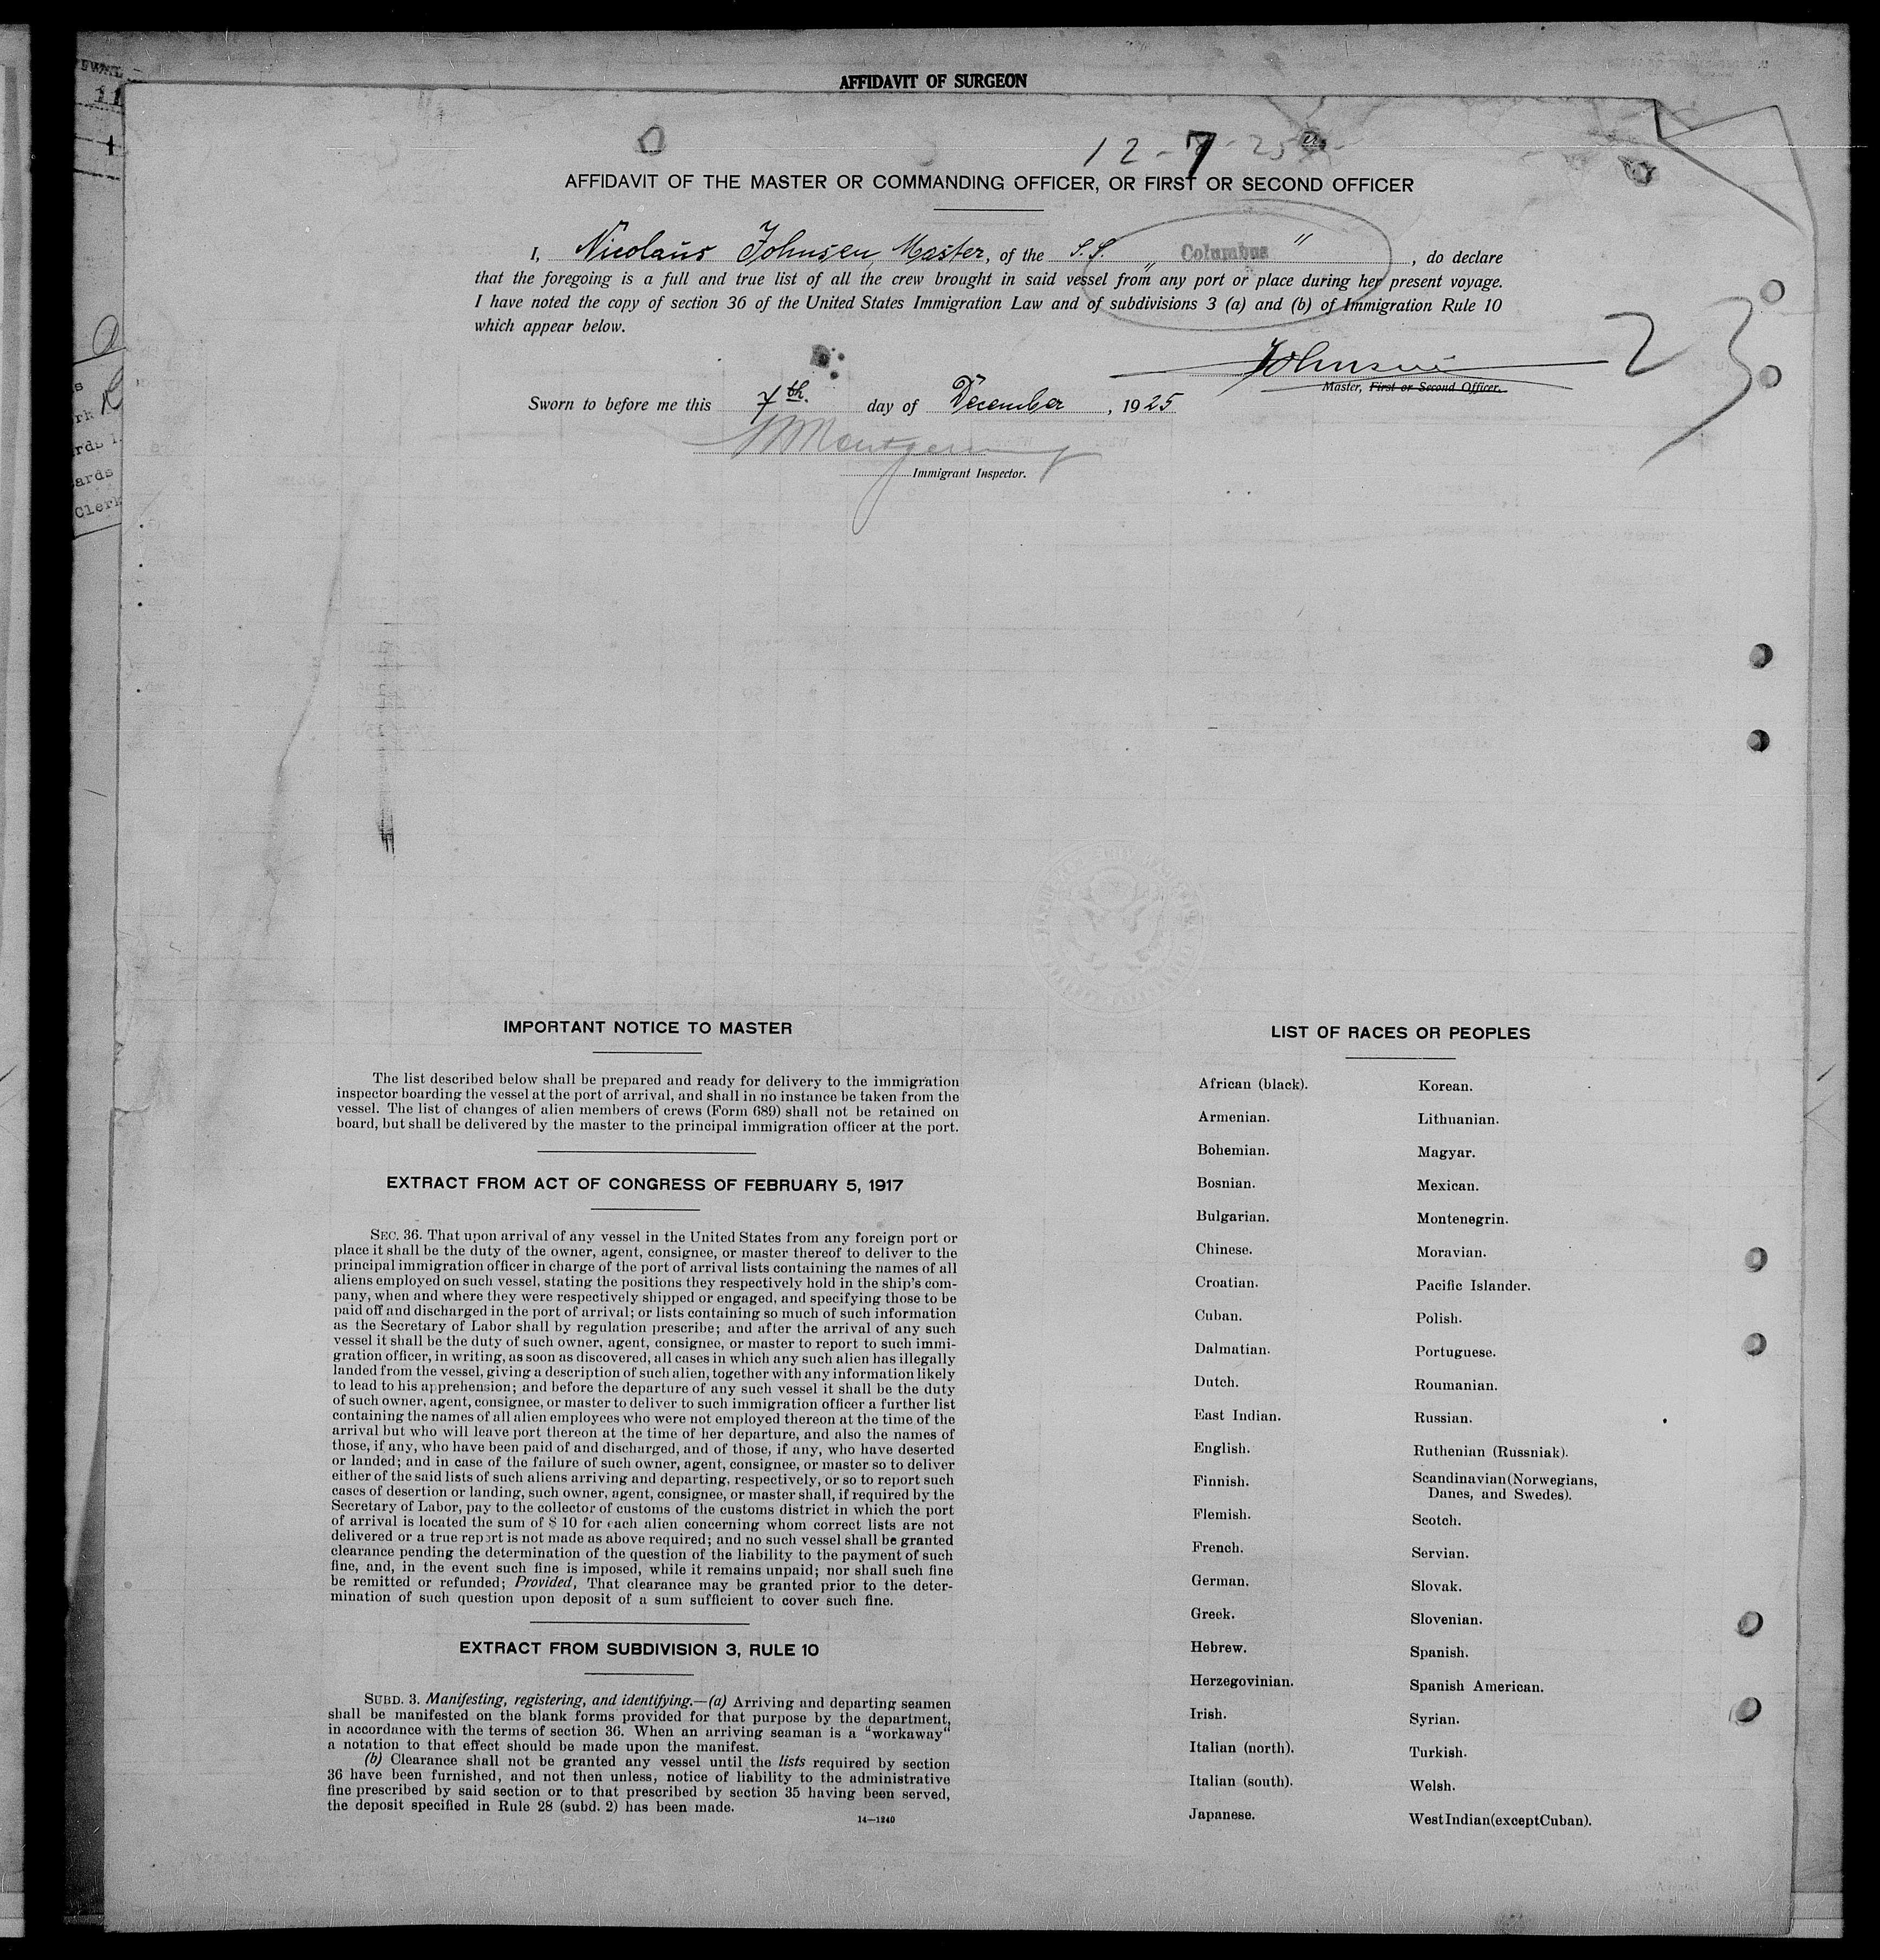 AFFIDAVIT OF SURGEON
12-7-25
AFFIDAVIT OF THE MASTER OR COMMANDING OFFICER, OR FIRST OR SECOND OFFICER
I, Nicolaus Johnsen, Master, of the S.S. „ Columbus ", do declare
that the foregoing is a full and true list of all the crew brought in said vessel from any port or place during her present voyage.
I have noted the copy of section 36 of the United States Immigration Law and of subdivisions 3 (a) and (b) of Immigration Rule 10
which appear below.
23
Johnsen
Master, First or Second Officer.
Sworn to before me this 7th. day of December, 1925
Montgomery
Immigrant Inspector.
IMPORTANT NOTICE TO MASTER
The list described below shall be prepared and ready for delivery to the immigration
inspector boarding the vessel at the port of arrival, and shall in no instance be taken from the
vessel. The list of changes of alien members of crews (Form 689) shall not be retained on
board, but shall be delivered by the master to the principal immigration officer at the port.
EXTRACT FROM ACT OF CONGRESS OF FEBRUARY 5, 1917
SEC. 36. That upon arrival of any vessel in the United States from any foreign port or
place it shall be the duty of the owner, agent, consignee, or master thereof to deliver to the
principal immigration officer in charge of the port of arrival lists containing the names of all
aliens employed on such vessel, stating the positions they respectively hold in the ship's com-
pany, when and where they were respectively shipped or engaged, and specifying those to be
paid off and discharged in the port of arrival; or lists containing so much of such information
as the Secretary of Labor shall by regulation prescribe; and after the arrival of any such
vessel it shall be the duty of such owner, agent, consignee, or master to report to such immi-
gration officer, in writing, as soon as discovered, all cases in which any such alien has illegally
landed from the vessel, giving a description of such alien, together with any information likely
to lead to his apprehension; and before the departure of any such vessel it shall be the duty
of such owner, agent, consignee, or master to deliver to such immigration officer a further list
containing the names of all alien employees who were not employed thereon at the time of the
arrival but who will leave port thereon at the time of her departure, and also the names of
those, if any, who have been paid of and discharged, and of those, if any, who have deserted
or landed; and in case of the failure of such owner, agent, consignee, or master so to deliver
either of the said lists of such aliens arriving and departing, respectively, or so to report such
cases of desertion or landing, such owner, agent, consignee, or master shall, if required by the
Secretary of Labor, pay to the collector of customs of the customs district in which the port
of arrival is located the sum of $ 10 for each alien concerning whom correct lists are not
delivered or a true report is not made as above required; and no such vessel shall be granted
clearance pending the determination of the question of the liability to the payment of such
fine, and, in the event such fine is imposed, while it remains unpaid; nor shall such fine
be remitted or refunded; Provided, That clearance may be granted prior to the deter-
mination of such question upon deposit of a sum sufficient to cover such fine.
EXTRACT FROM SUBDIVISION 3, RULE 10
SUBD. 3. Manifesting, registering, and identifying.—(a) Arriving and departing seamen
shall be manifested on the blank forms provided for that purpose by the department,
in accordance with the terms of section 36. When an arriving seaman is a "workaway"
a notation to that effect should be made upon the manifest.
(b) Clearance shall not be granted any vessel until the lists required by section
36 have been furnished, and not then unless, notice of liability to the administrative
fine prescribed by said section or to that prescribed by section 35 having been served,
the deposit specified in Rule 28 (subd. 2) has been made.
14—1240
LIST OF RACES OR PEOPLES
African (black).
Armenian.
Bohemian.
Bosnian.
Bulgarian.
Chinese.
Croatian.
Cuban.
Dalmatian.
Dutch.
East Indian.
English.
Finnish.
Flemish.
French.
German.
Greek.
Hebrew.
Herzegovinian.
Irish.
Italian (north).
Italian (south).
Japanese.
Korean.
Lithuanian.
Magyar.
Mexican.
Montenegrin.
Moravian.
Pacific Islander.
Polish.
Portuguese.
Roumanian.
Russian.
Ruthenian (Russniak).
Scandinavian(Norwegians,
Danes, and Swedes).
Scotch.
Servian.
Slovak.
Slovenian.
Spanish.
Spanish American.
Syrian.
Turkish.
Welsh.
West Indian(except Cuban).